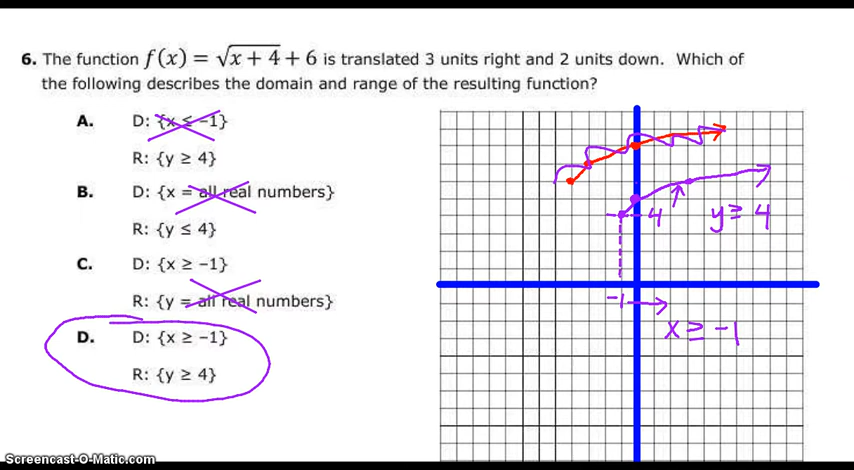 6. The function f(x) = √x + 4 + 6 is translated 3 units right and 2 units down. Which of
the following describes the domain and range of the resulting function?
A. D: {x ≤ −1}
R: {y ≥ 4}
B. D: {x = all real numbers}
R: {y ≤ 4}
C. D: {x ≥ −1}
R: {y = all real numbers}
D. D: {x ≥ −1}
R: {y ≥ 4}
4
y ≥ 4
-1
x ≥ -1
Screencast-O-Matic.com